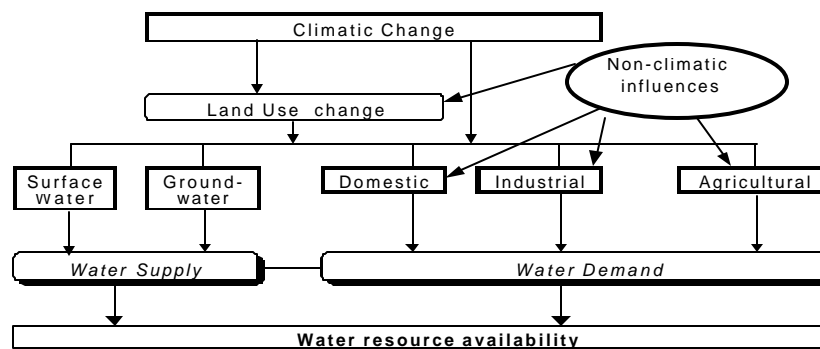 Climatic Change
Non-climatic
influences
Land Use change
Surface
Water
Ground-
water
Domestic
Industrial
Agricultural
Water Supply
Water Demand
Water resource availability